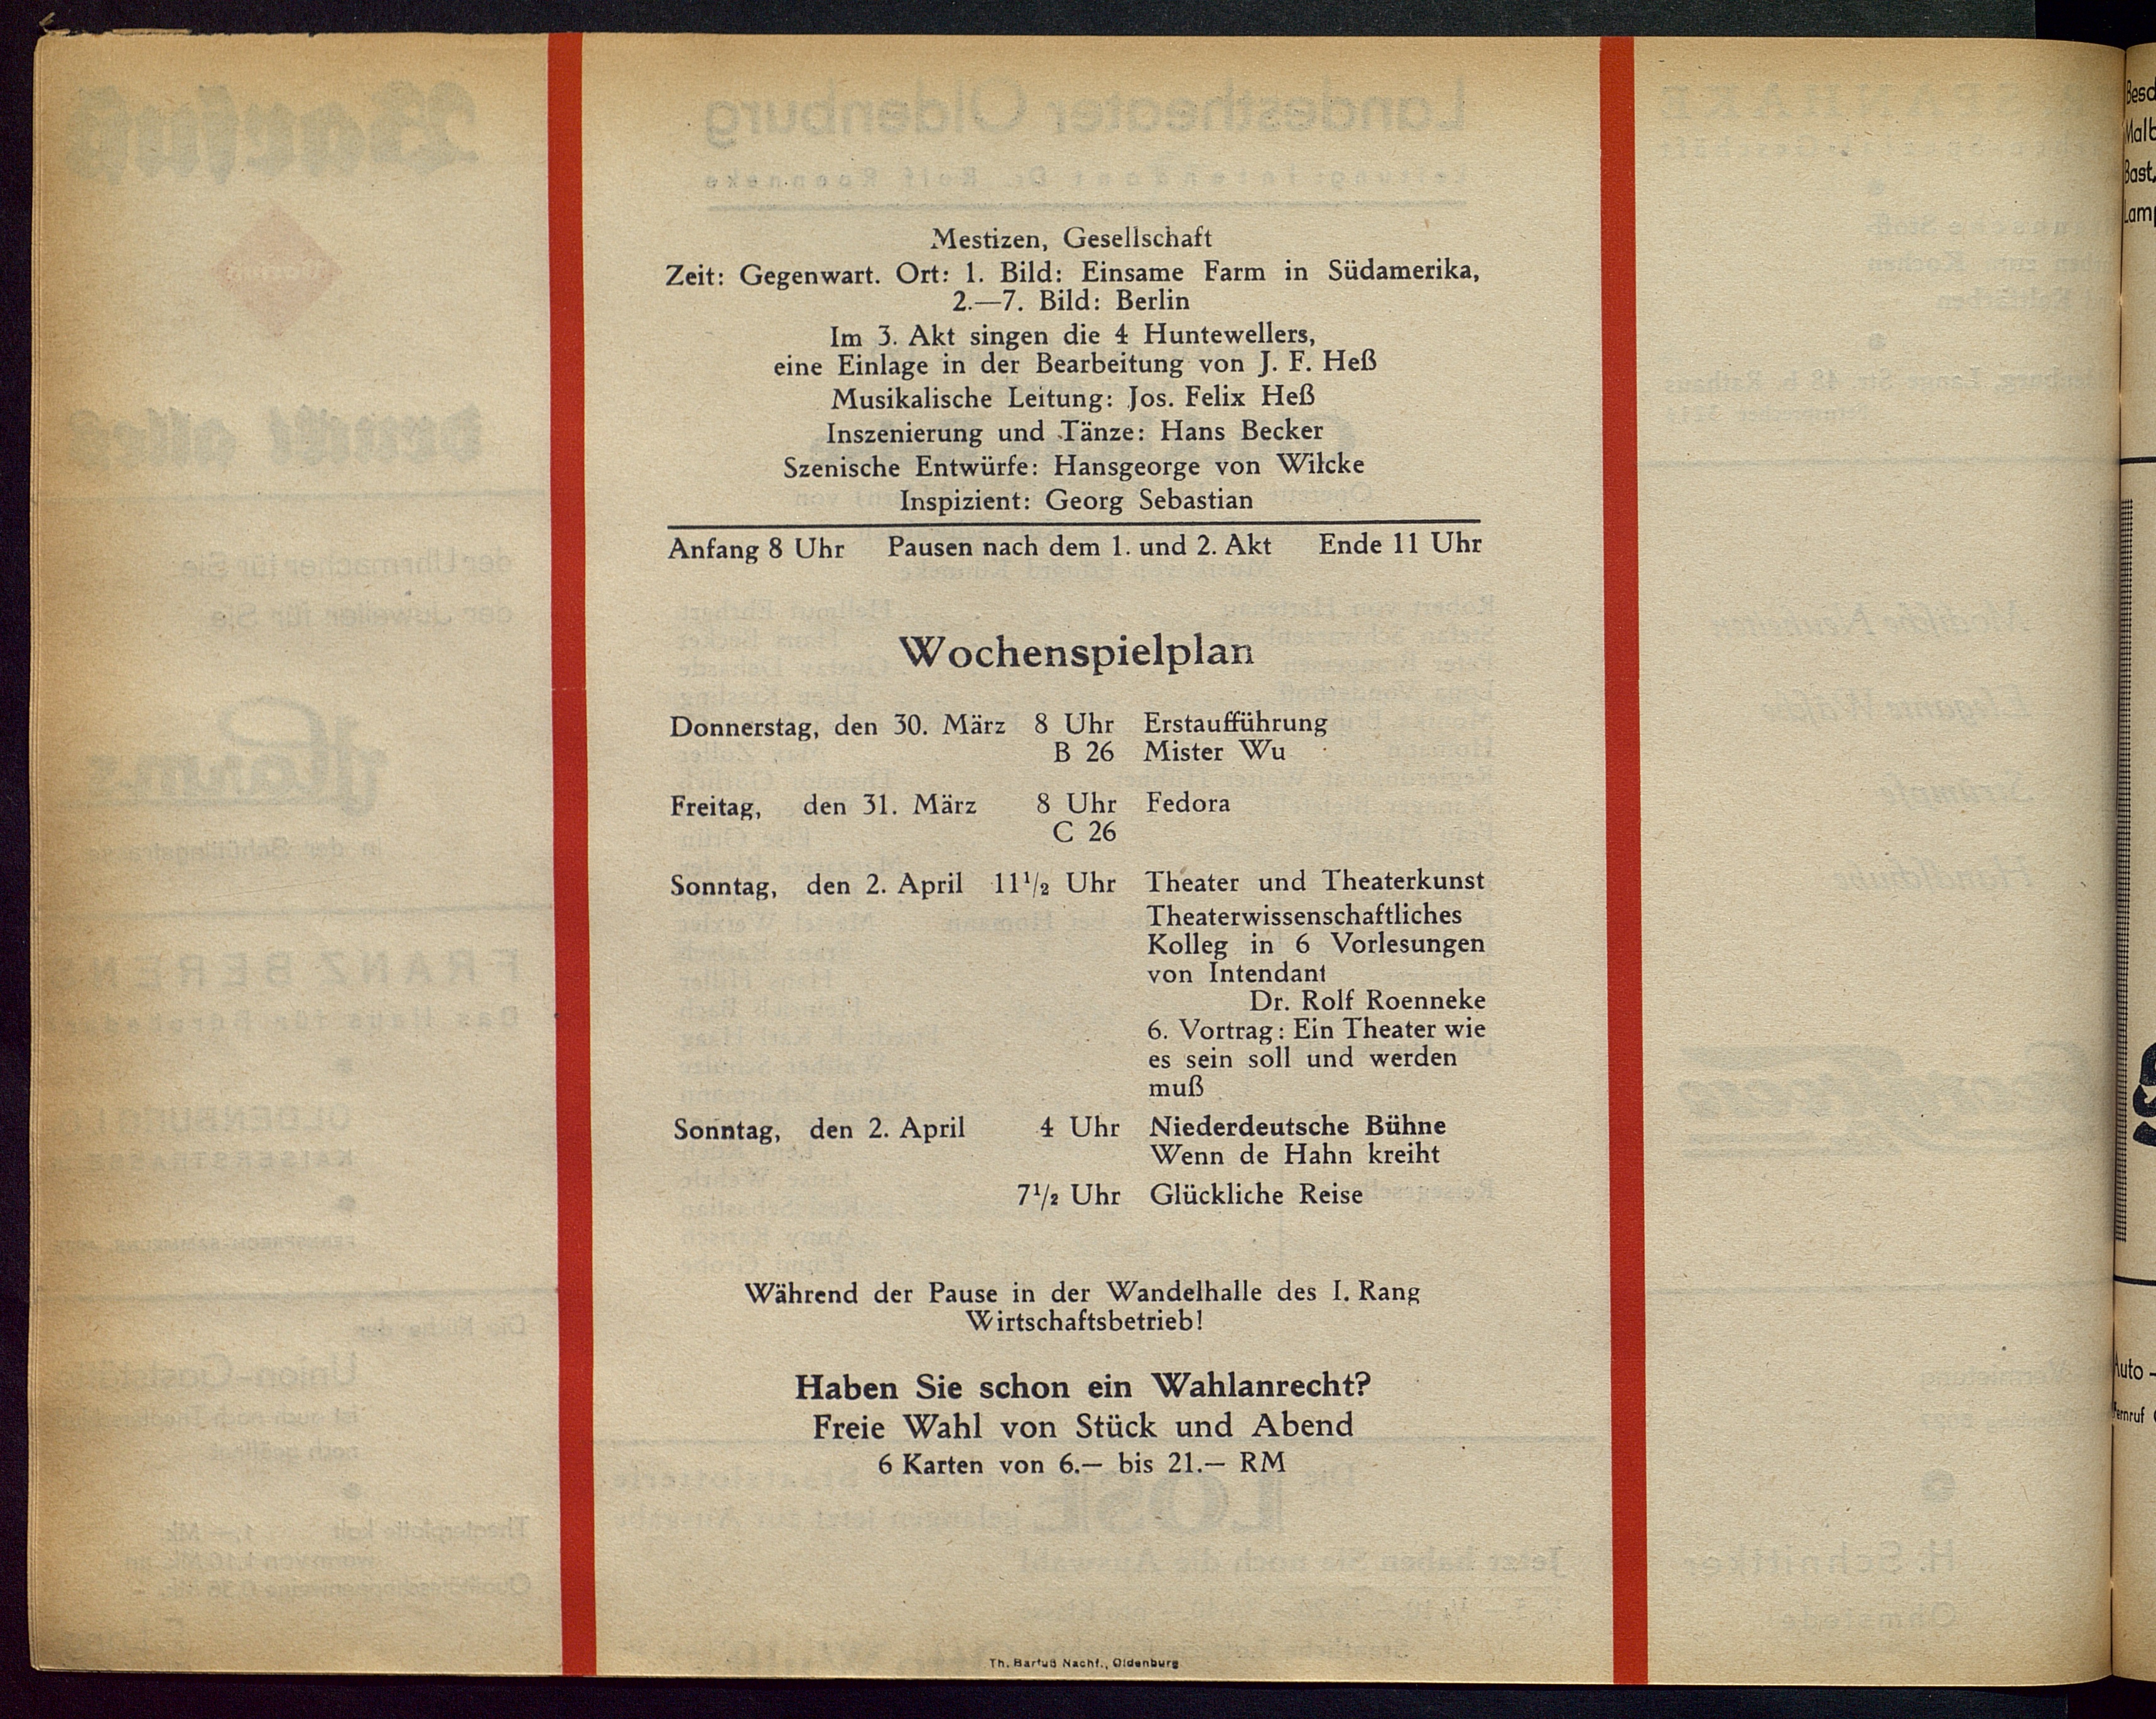 Mestizen, Gesellschaft
Zeit: Gegenwart. Ort: 1. Bild: Einsame Farm in Südamerika,
2.—7. Bild: Berlin
Im 3. Akt singen die 4 Huntewellers,
eine Einlage in der Bearbeitung von J. F. Heß
Musikalische Leitung: Jos. Felix Heß
Inszenierung und Tänze: Hans Becker
Szenische Entwürfe: Hansgeorge von Wilcke
Inspizient: Georg Sebastian
Anfang 8 Uhr Pausen nach dem 1. und 2. Akt Ende 11 Uhr
Wochenspielplan
Donnerstag, den 30. März 8 Uhr Erstaufführung
B 26 Mister Wu
Freitag, den 31. März 8 Uhr Fedora
C 26
Sonntag, den 2. April 11¹/₂ Uhr Theater und Theaterkunst
Theaterwissenschaftliches
Kolleg in 6 Vorlesungen
von Intendant
Dr. Rolf Roenneke
6. Vortrag: Ein Theater wie
es sein soll und werden
muß
Sonntag, den 2. April 4 Uhr Niederdeutsche Bühne
Wenn de Hahn kreiht
7¹/₂ Uhr Glückliche Reise
Während der Pause in der Wandelhalle des I. Rang
Wirtschaftsbetrieb!
Haben Sie schon ein Wahlanrecht?
Freie Wahl von Stück und Abend
6 Karten von 6.— bis 21.— RM
Th. Bartuß Nachf., Oldenburg